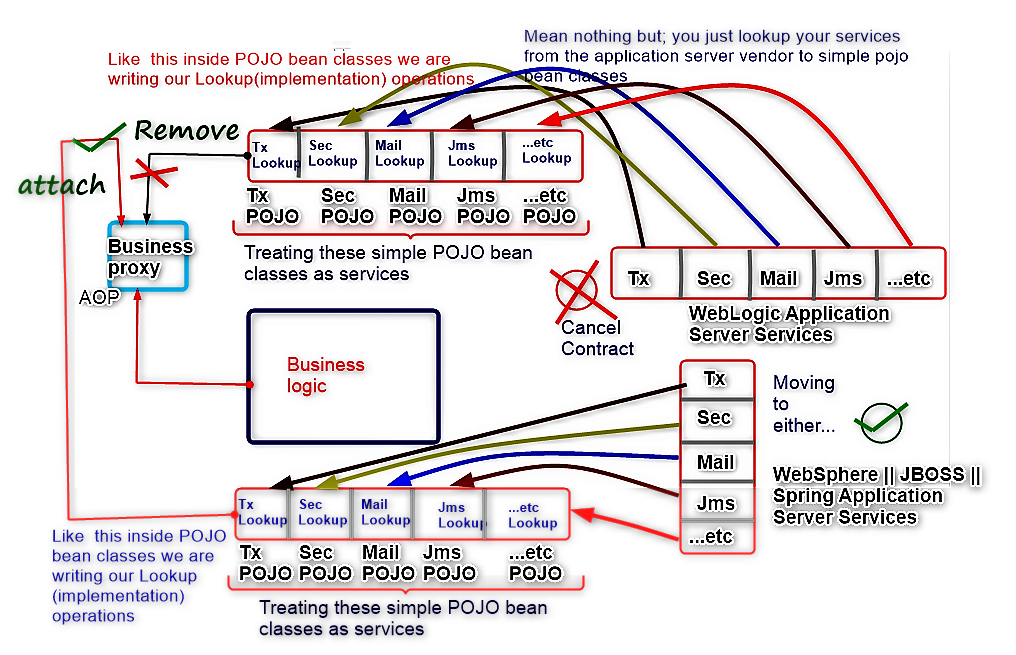 Mean nothing but; you just lookup your services
from the application server vendor to simple pojo
bean classes
Like this inside POJO bean classes we are
writing our Lookup(implementation) operations
Remove
attach
Tx
Lookup
Sec
Lookup
Mail
Lookup
Jms
Lookup
...etc
Lookup
Tx
POJO
Sec
POJO
Mail
POJO
Jms
POJO
...etc
POJO
Treating these simple POJO bean
classes as services
Business
proxy
AOP
Tx
Sec
Mail
Jms
...etc
WebLogic Application
Server Services
Cancel
Contract
Business
logic
Tx
Sec
Mail
Jms
...etc
Moving
to
either...
WebSphere || JBOSS ||
Spring Application
Server Services
Tx
Lookup
Sec
Lookup
Mail
Lookup
Jms
Lookup
...etc
Lookup
Tx
POJO
Sec
POJO
Mail
POJO
Jms
POJO
...etc
POJO
Like this inside POJO
bean classes we are
writing our Lookup
(implementation)
operations
Treating these simple POJO bean
classes as services